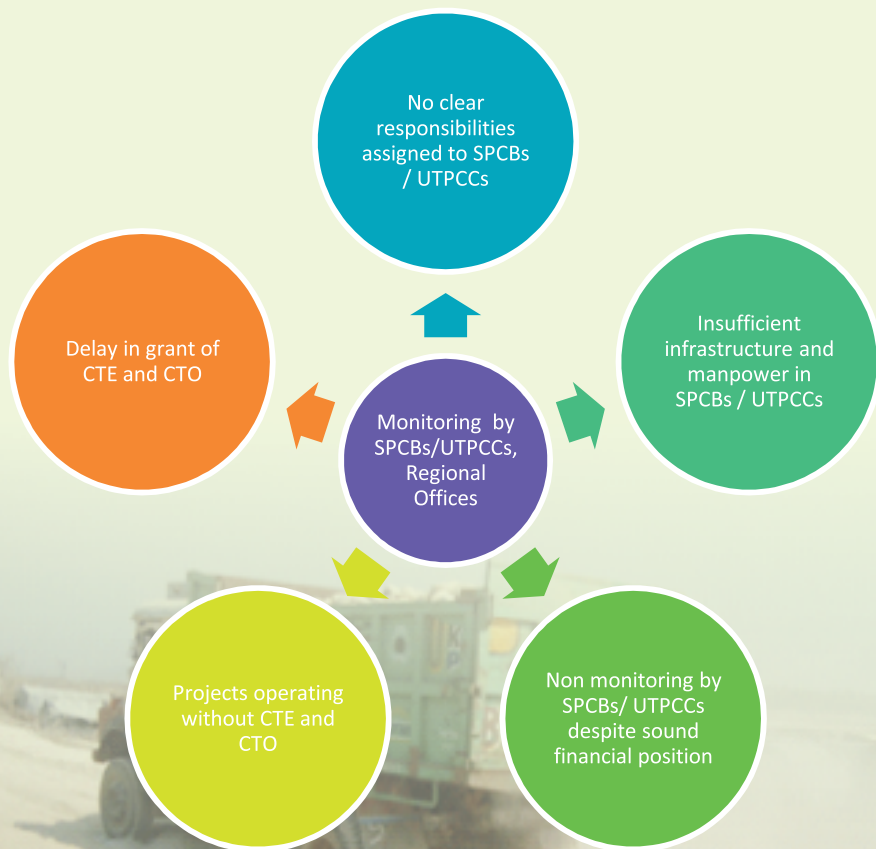 No clear
responsibilities
assigned to SPCBs
/ UTPCCs
Insufficient
infrastructure and
manpower in
SPCBs / UTPCCs
Delay in grant of
CTE and CTO
Monitoring by
SPCBs/UTPCCs,
Regional
Offices
Projects operating
without CTE and
CTO
Non monitoring by
SPCBs/ UTPCCs
despite sound
financial position